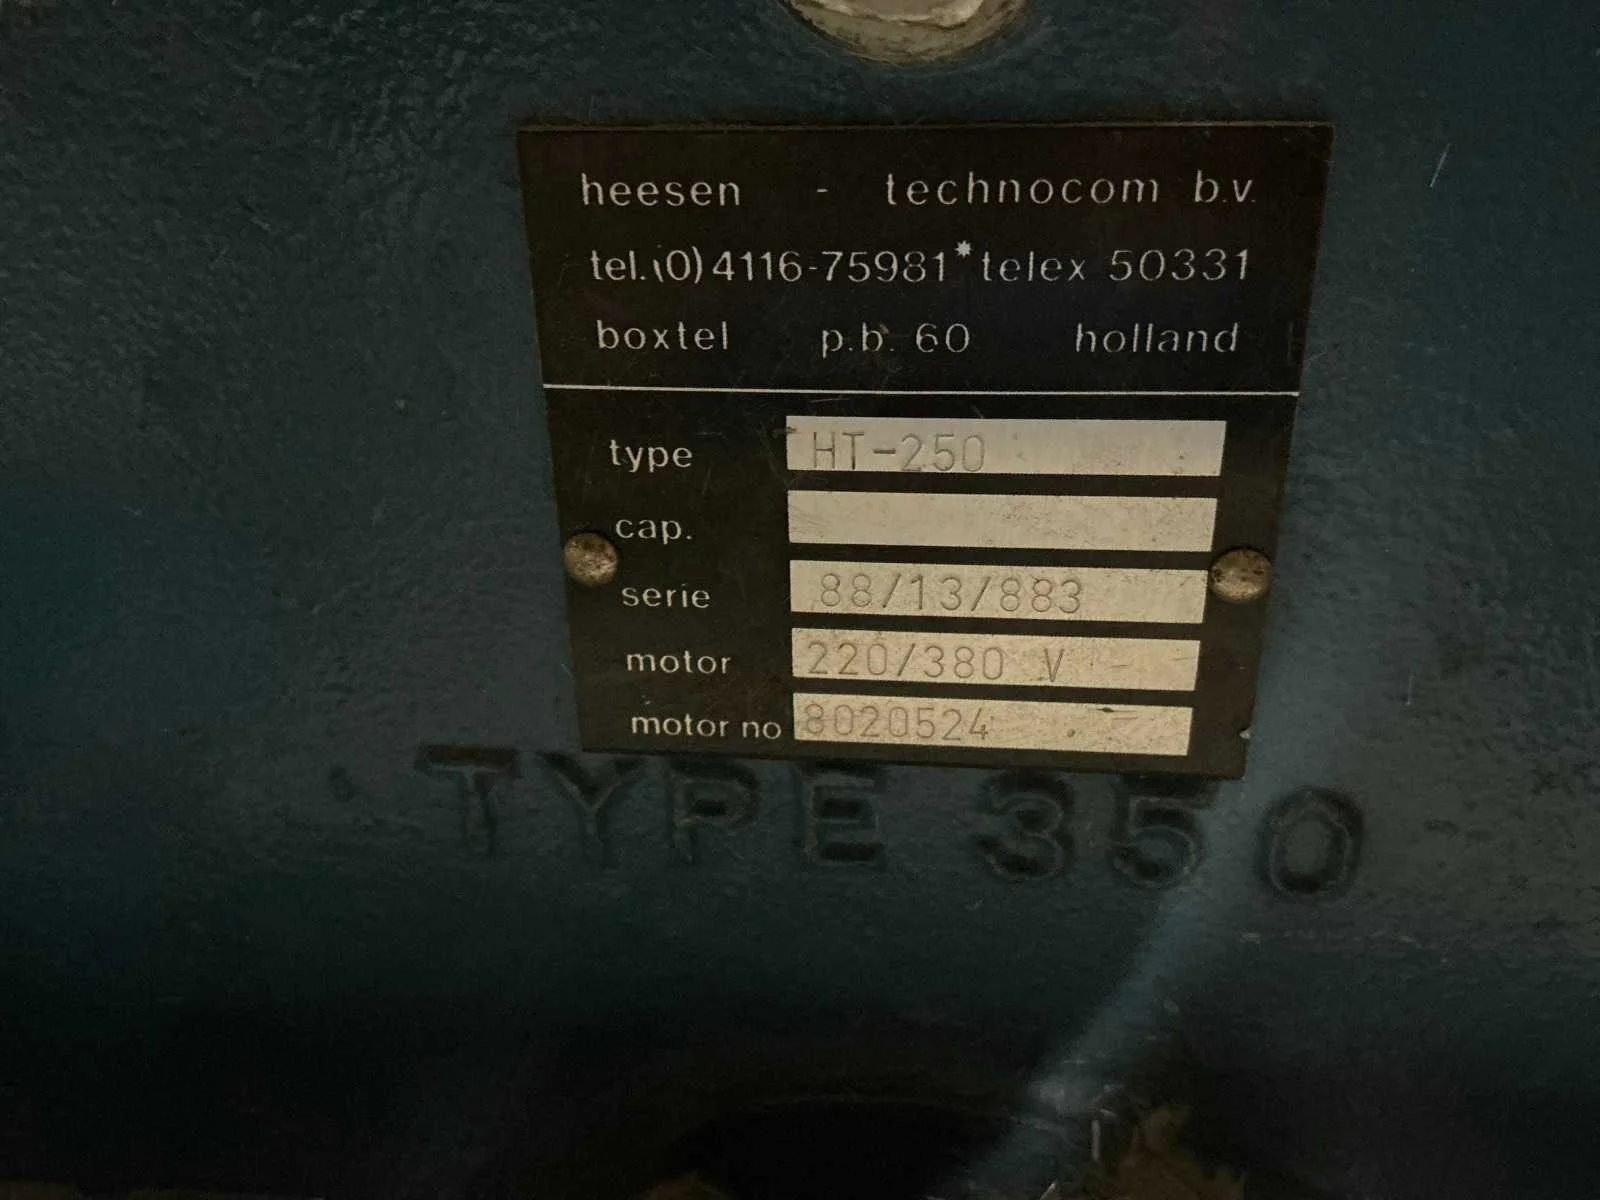 heesen - technocom b.v.
tel. (0) 4116-75981* telex 50331
boxtel p.b. 60 holland
type HT-250
cap.
serie 88/13/883
motor 220/380 V
motor no 8020524
TYPE 350